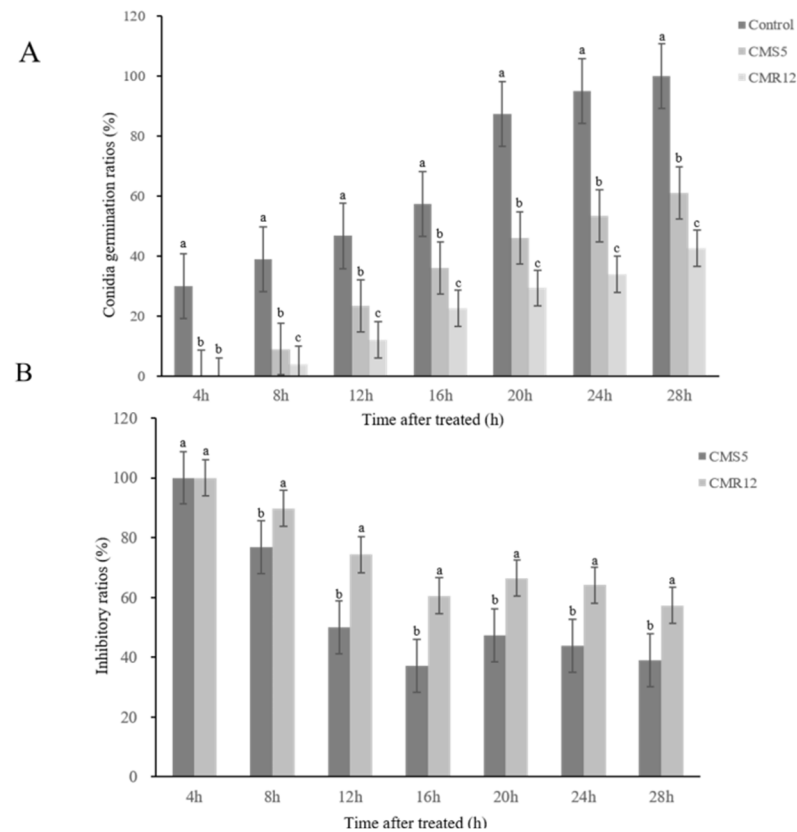 A
120
100
80
60
40
20
0
Conidia germination ratios (%)
a
b
b
a
b
c
a
b
c
a
b
c
a
b
c
a
b
c
a
b
c
4h
8h
12h
16h
20h
24h
28h
Time after treated (h)
Control
CMS5
CMR12
B
120
100
80
60
40
20
0
Inhibitory ratios (%)
a
a
b
a
b
a
b
a
b
a
b
a
b
a
4h
8h
12h
16h
20h
24h
28h
Time after treated (h)
CMS5
CMR12